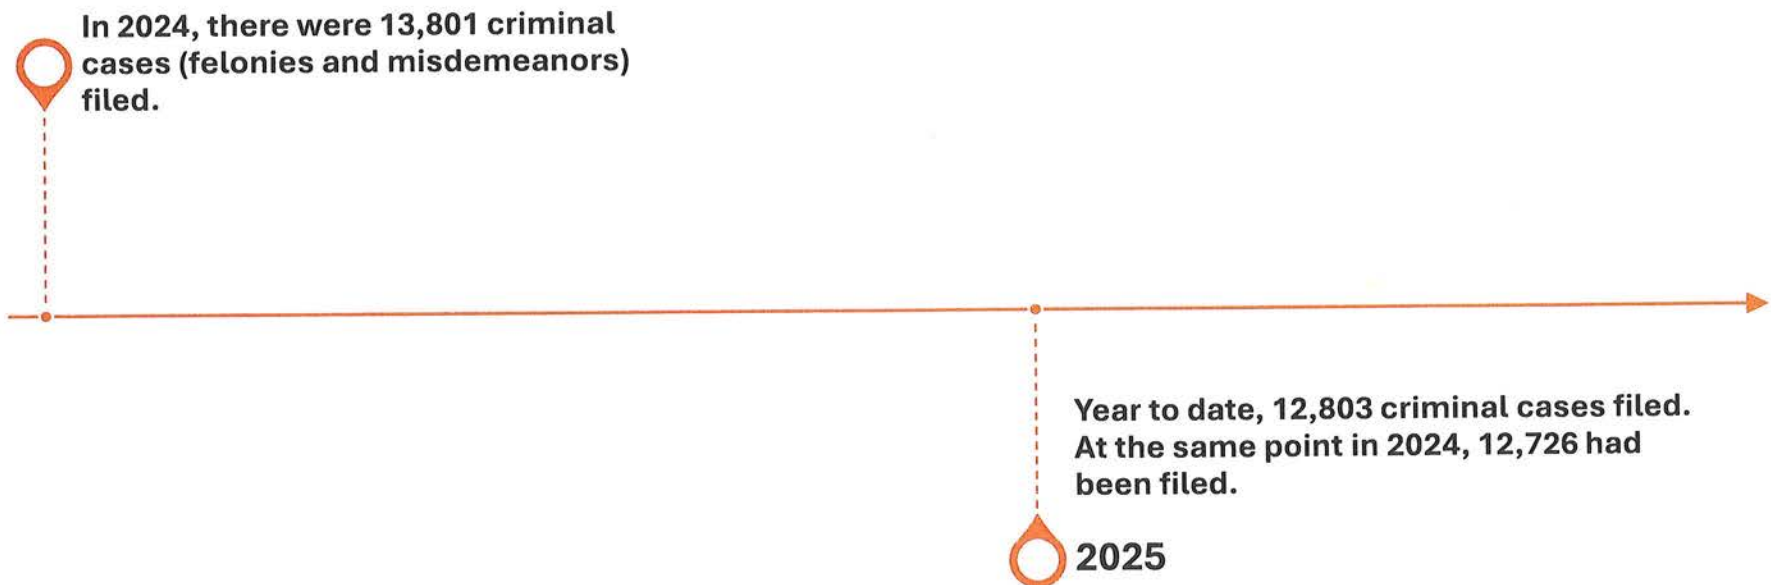 In 2024, there were 13,801 criminal
cases (felonies and misdemeanors)
filed.
Year to date, 12,803 criminal cases filed.
At the same point in 2024, 12,726 had
been filed.
2025